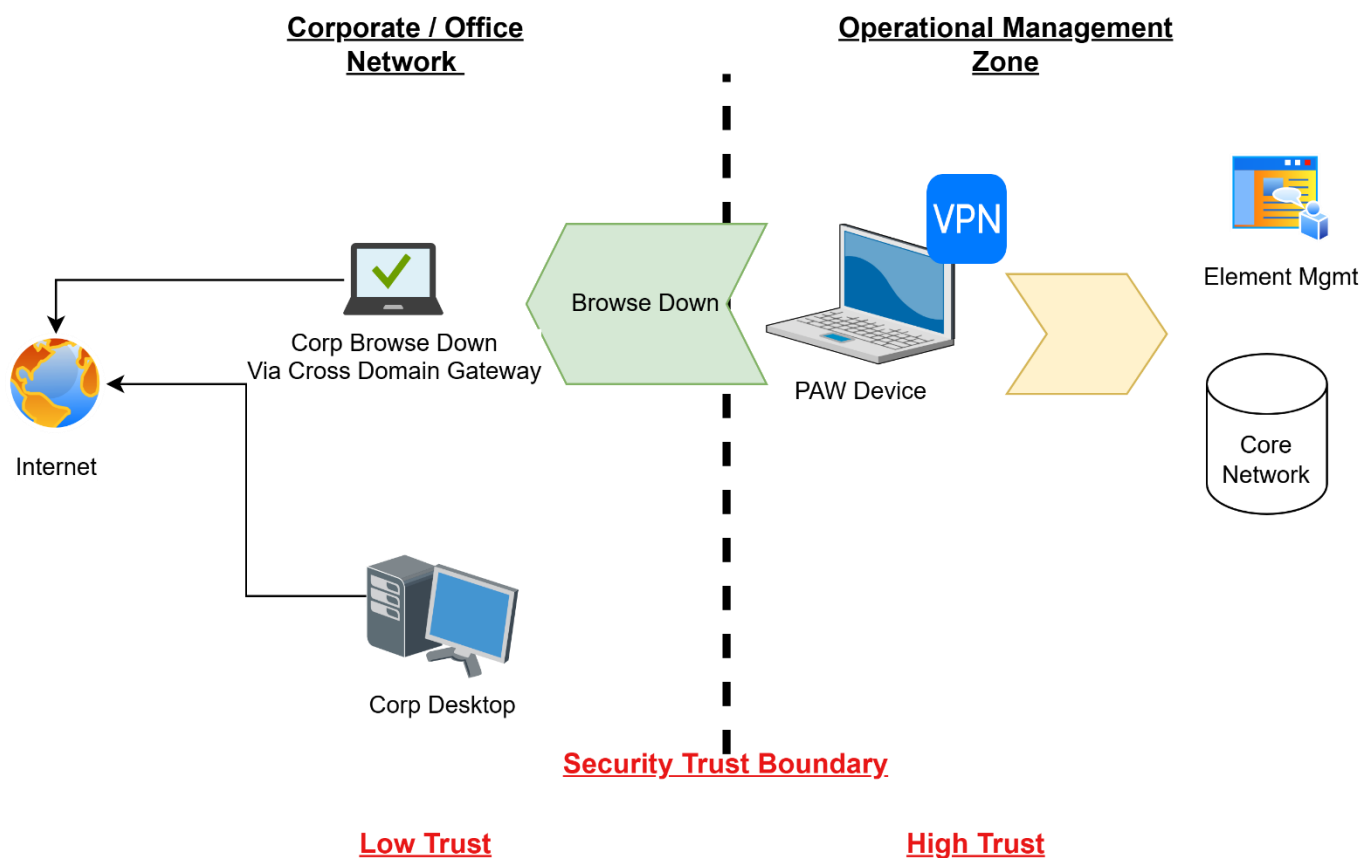 Corporate / Office
Network
Operational Management
Zone
VPN
Browse Down
Element Mgmt
Corp Browse Down
Via Cross Domain Gateway
PAW Device
Internet
Core
Network
Corp Desktop
Security Trust Boundary
Low Trust
High Trust